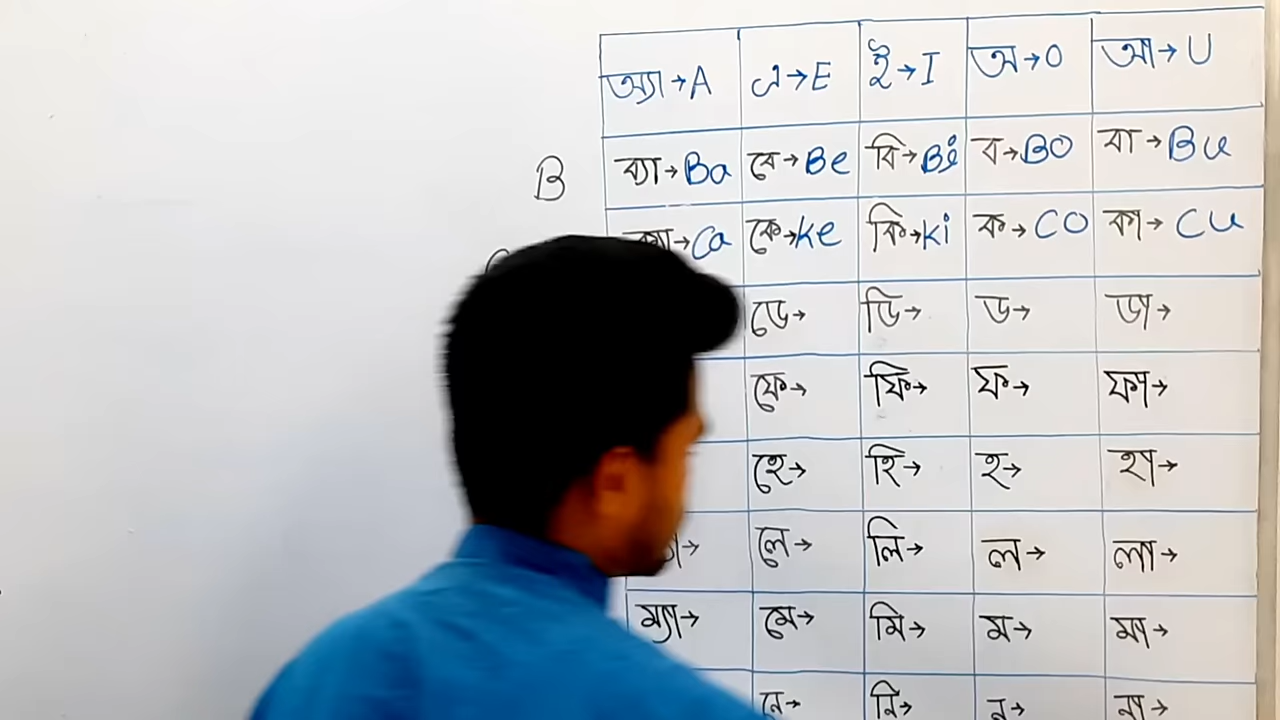 অ্যা→A এ→E ই→I অ→O আ→U
B ব্যা→Ba বে→Be বি→Bi ব→BO বা→Bu
→Ca কে→Ke কি→Ki ক→CO কা→Cu
ডে→ ডি→ ড→ ডা→
ফে→ ফি→ ফ→ ফা→
হে→ হি→ হ→ হা→
→ লে→ লি→ ল→ লা→
ম্যা→ মে→ মি→ ম→ মা→
নে→ নি→ ন→ না→